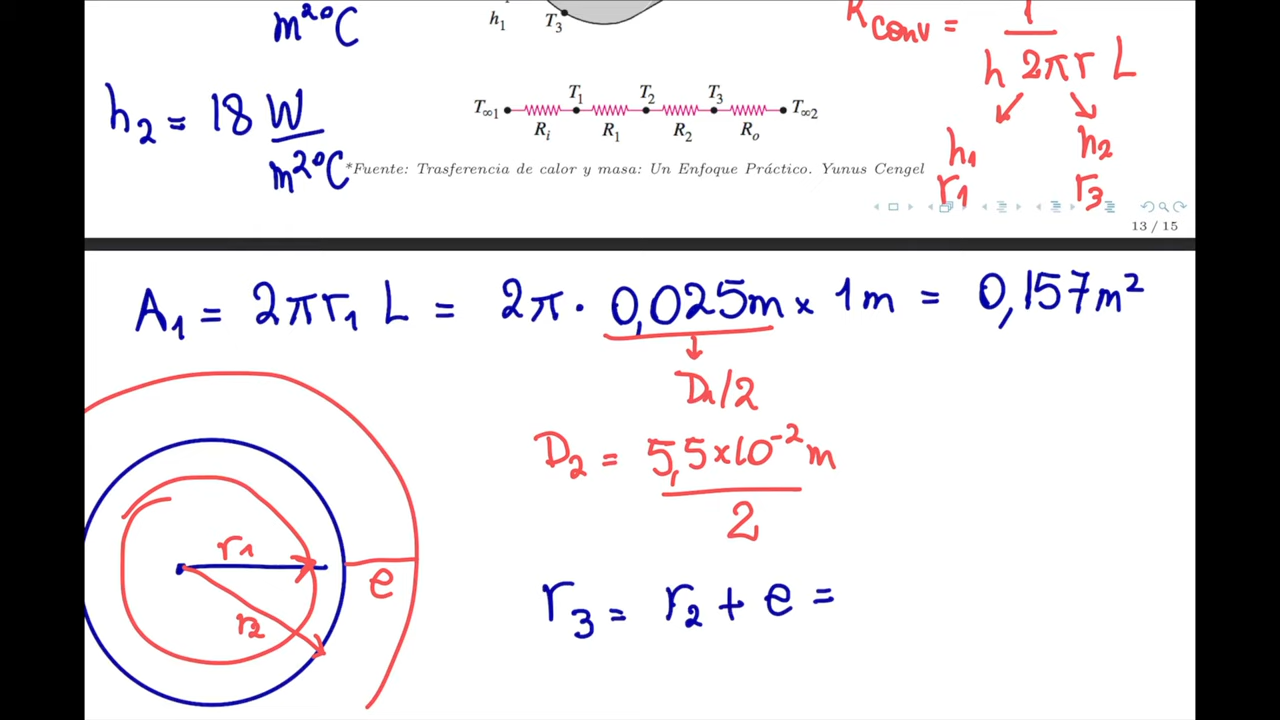 m²°C
h₁
T₃
R conv = 1 / h 2πr L
h₂ = 18 W / m²°C
T∞1 T₁ T₂ T₃ T∞2
Rᵢ R₁ R₂ Rₒ
h₁ h₂
r₁ r₃
*Fuente: Trasferencia de calor y masa: Un Enfoque Práctico. Yunus Cengel
13 / 15
A₁ = 2πr₁ L = 2π · 0,025m × 1m = 0,157m²
D₁/2
D₂ = 5,5×10⁻² m / 2
r₁
e
r₂
r₃ = r₂ + e =